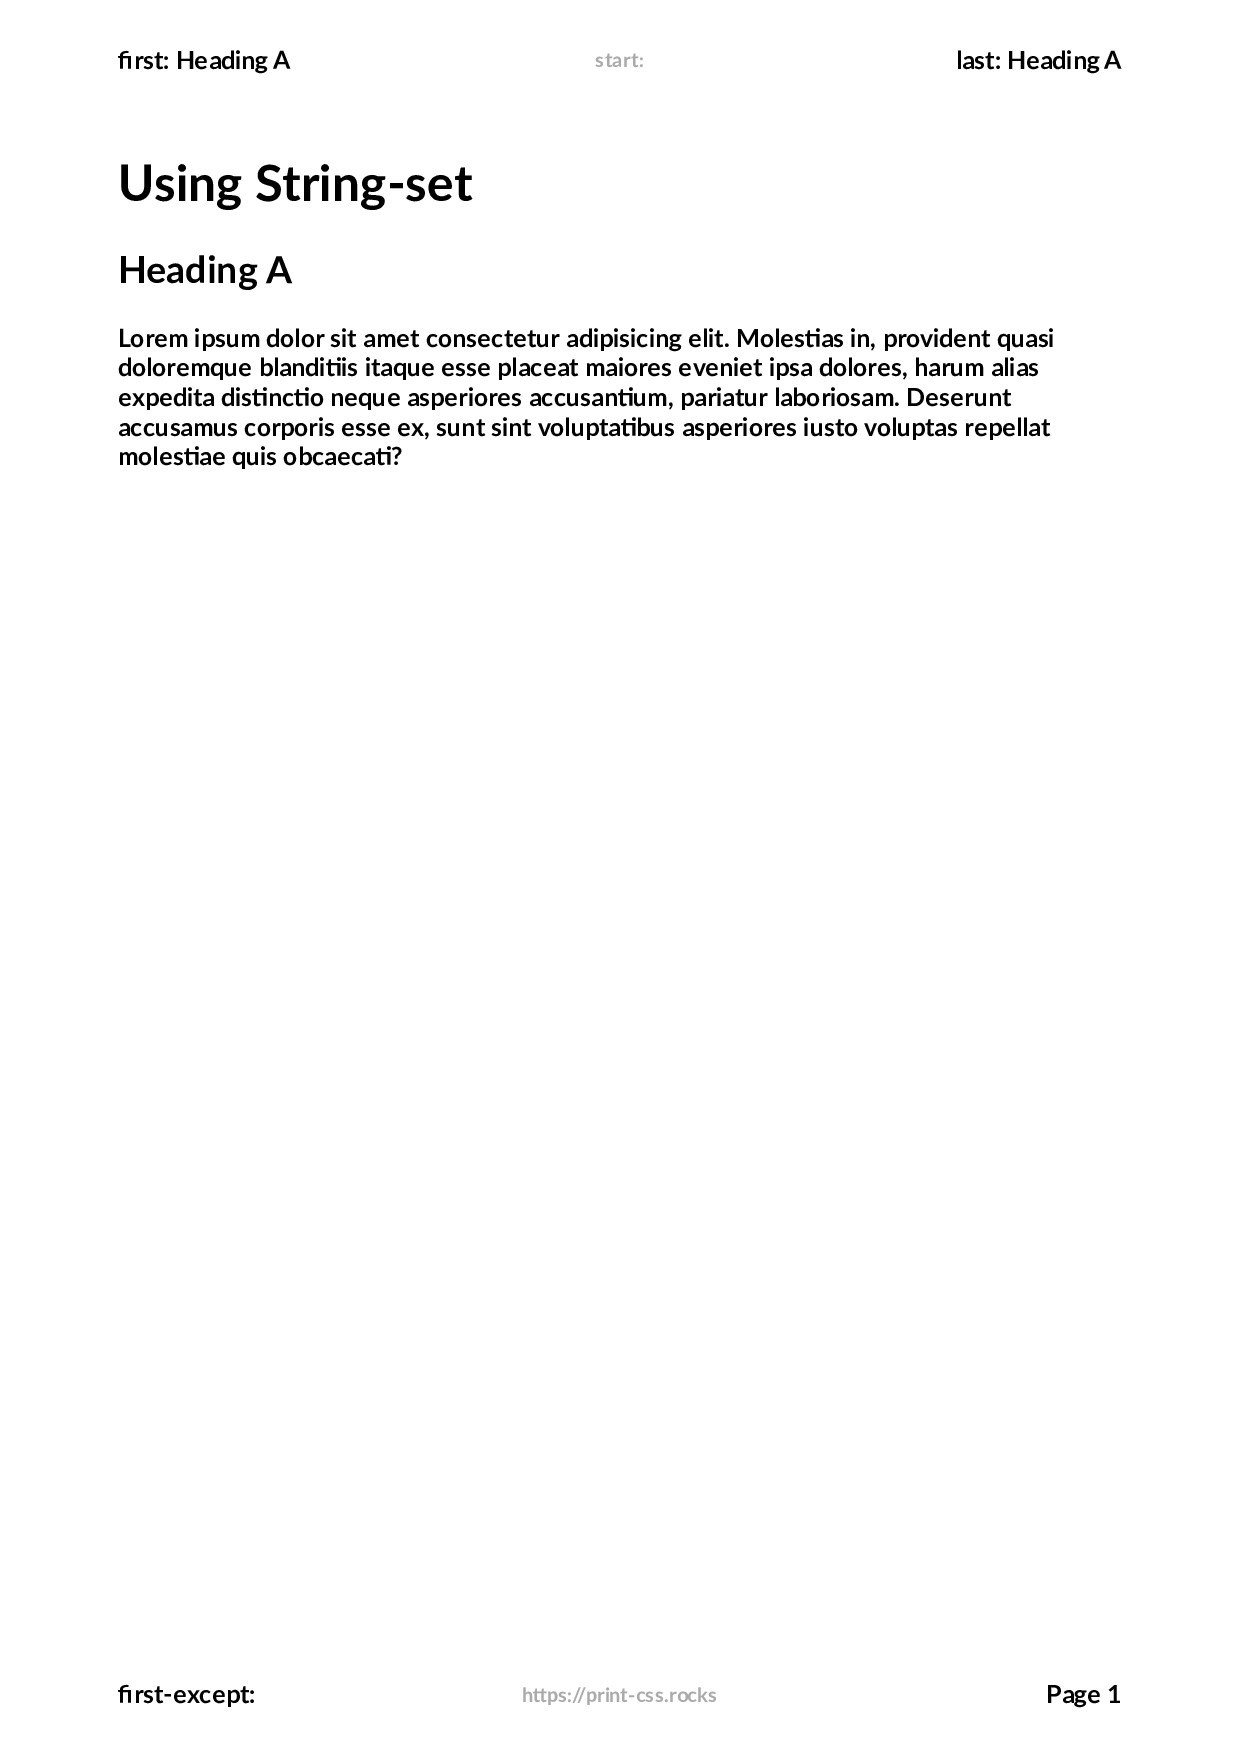 first: Heading A
start:
last: Heading A
Using String-set
Heading A
Lorem ipsum dolor sit amet consectetur adipisicing elit. Molestias in, provident quasi
doloremque blanditiis itaque esse placeat maiores eveniet ipsa dolores, harum alias
expedita distinctio neque asperiores accusantium, pariatur laboriosam. Deserunt
accusamus corporis esse ex, sunt sint voluptatibus asperiores iusto voluptas repellat
molestiae quis obcaecati?
first-except:
https://print-css.rocks
Page 1